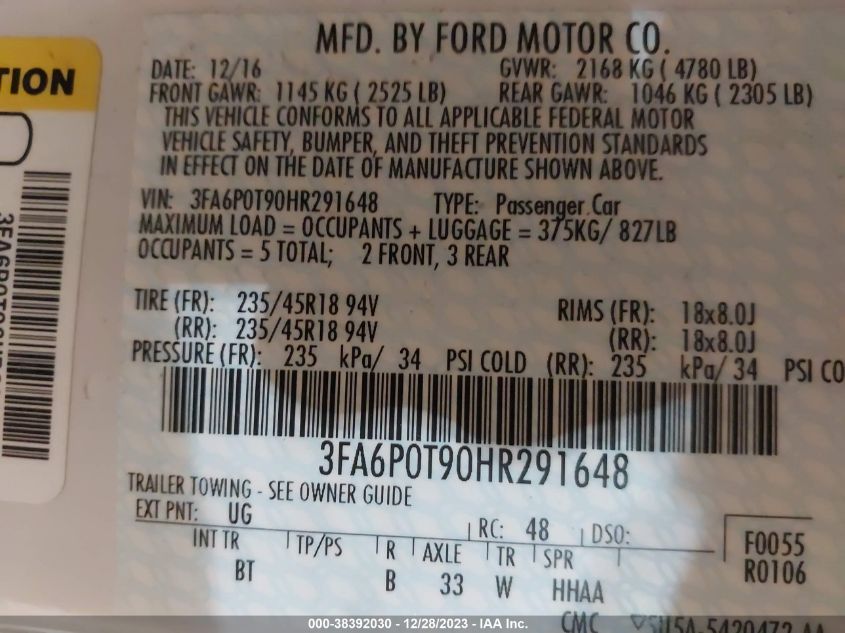 TION
3FA6P0T90HR2
MFD. BY FORD MOTOR CO.
DATE: 12/16 GVWR: 2168 KG ( 4780 LB)
FRONT GAWR: 1145 KG ( 2525 LB) REAR GAWR: 1046 KG ( 2305 LB)
THIS VEHICLE CONFORMS TO ALL APPLICABLE FEDERAL MOTOR
VEHICLE SAFETY, BUMPER, AND THEFT PREVENTION STANDARDS
IN EFFECT ON THE DATE OF MANUFACTURE SHOWN ABOVE.
VIN: 3FA6P0T90HR291648 TYPE: Passenger Car
MAXIMUM LOAD = OCCUPANTS + LUGGAGE = 375KG/ 827LB
OCCUPANTS = 5 TOTAL; 2 FRONT, 3 REAR
TIRE (FR): 235/45R18 94V RIMS (FR): 18x8.0J
(RR): 235/45R18 94V (RR): 18x8.0J
PRESSURE (FR): 235 kPa/ 34 PSI COLD (RR): 235 kPa/ 34 PSI CO
3FA6P0T90HR291648
TRAILER TOWING - SEE OWNER GUIDE
EXT PNT: UG RC: 48 DSO: F0055
INT TR TP/PS R AXLE TR SPR R0106
BT B 33 W HHAA
CMC
000-38392030 - 12/28/2023 - IAA Inc.